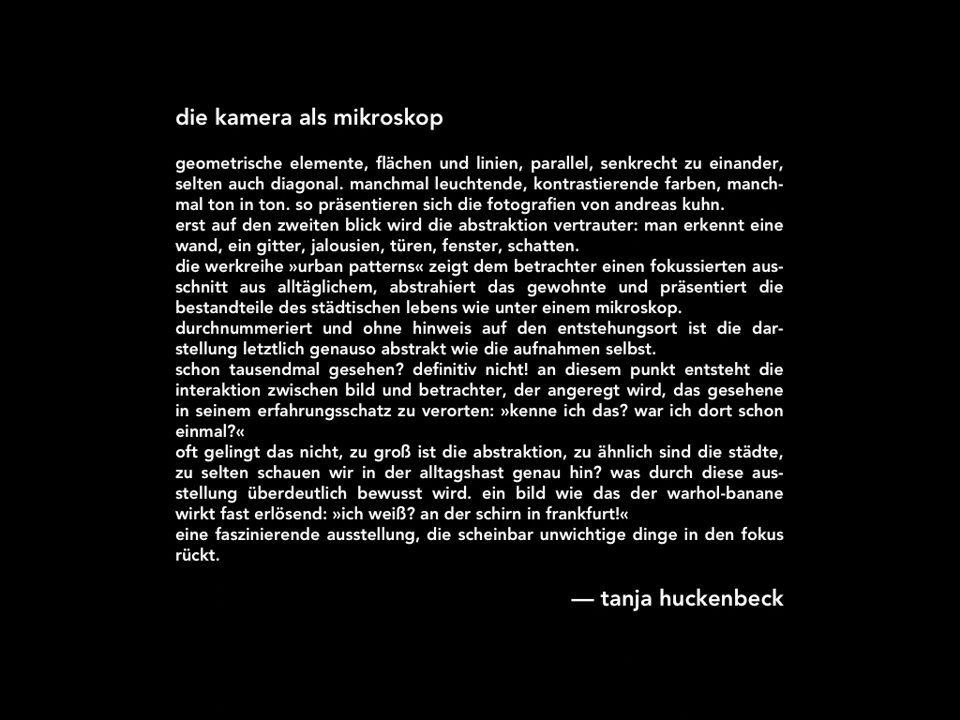 die kamera als mikroskop
geometrische elemente, flächen und linien, parallel, senkrecht zu einander,
selten auch diagonal. manchmal leuchtende, kontrastierende farben, manch-
mal ton in ton. so präsentieren sich die fotografien von andreas kuhn.
erst auf den zweiten blick wird die abstraktion vertrauter: man erkennt eine
wand, ein gitter, jalousien, türen, fenster, schatten.
die werkreihe »urban patterns« zeigt dem betrachter einen fokussierten aus-
schnitt aus alltäglichem, abstrahiert das gewohnte und präsentiert die
bestandteile des städtischen lebens wie unter einem mikroskop.
durchnummeriert und ohne hinweis auf den entstehungsort ist die dar-
stellung letztlich genauso abstrakt wie die aufnahmen selbst.
schon tausendmal gesehen? definitiv nicht! an diesem punkt entsteht die
interaktion zwischen bild und betrachter, der angeregt wird, das gesehene
in seinem erfahrungsschatz zu verorten: »kenne ich das? war ich dort schon
einmal?«
oft gelingt das nicht, zu groß ist die abstraktion, zu ähnlich sind die städte,
zu selten schauen wir in der alltagshast genau hin? was durch diese aus-
stellung überdeutlich bewusst wird. ein bild wie das der warhol-banane
wirkt fast erlösend: »ich weiß? an der schirn in frankfurt!«
eine faszinierende ausstellung, die scheinbar unwichtige dinge in den fokus
rückt.
— tanja huckenbeck